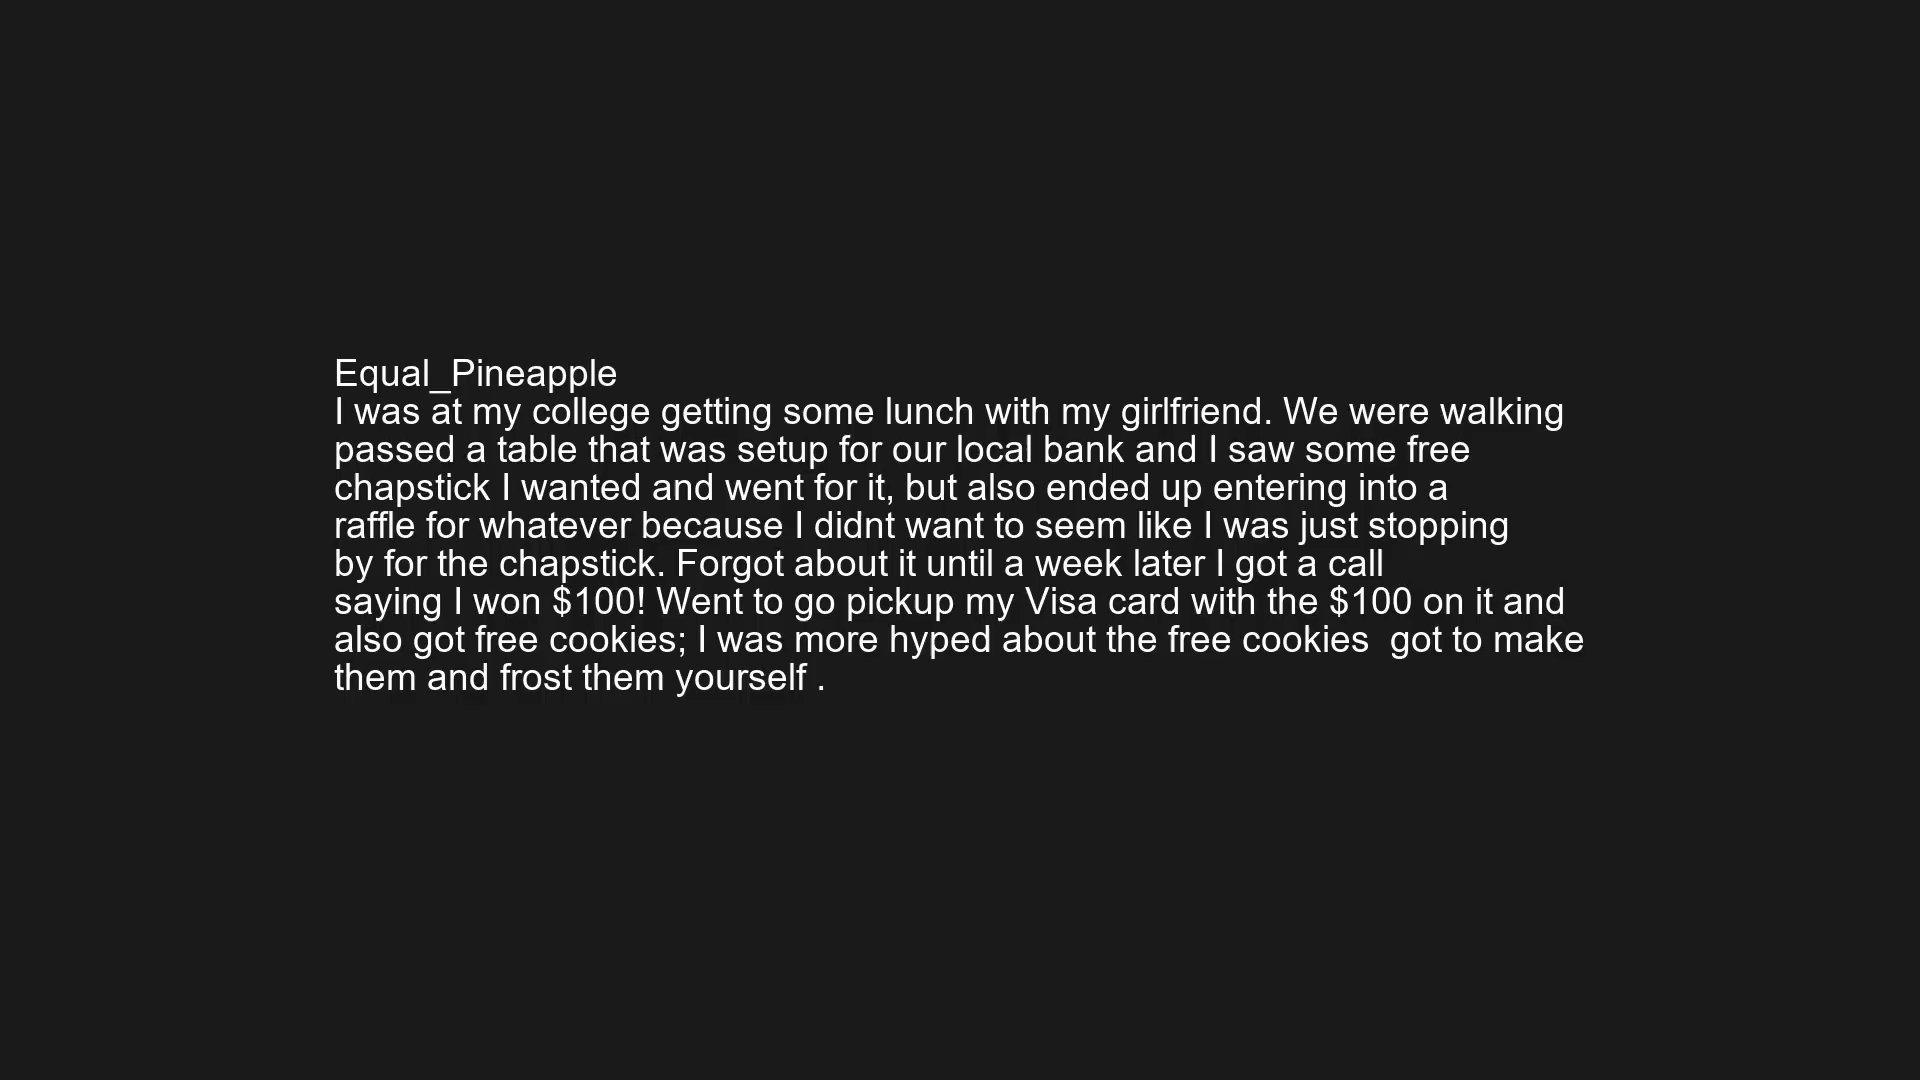 Equal_Pineapple
I was at my college getting some lunch with my girlfriend. We were walking
passed a table that was setup for our local bank and I saw some free
chapstick I wanted and went for it, but also ended up entering into a
raffle for whatever because I didnt want to seem like I was just stopping
by for the chapstick. Forgot about it until a week later I got a call
saying I won $100! Went to go pickup my Visa card with the $100 on it and
also got free cookies; I was more hyped about the free cookies  got to make
them and frost them yourself .